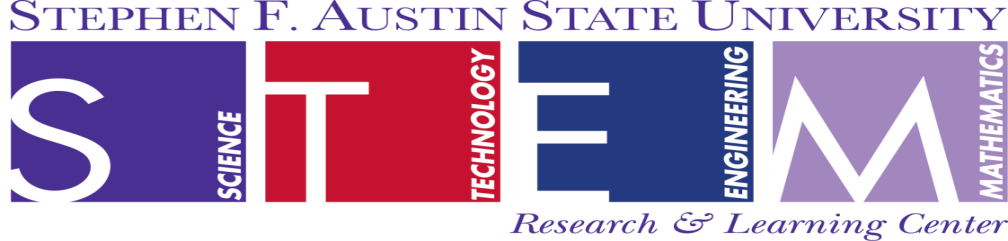 STEPHEN F. AUSTIN STATE UNIVERSITY
S SCIENCE
T TECHNOLOGY
E ENGINEERING
M MATHEMATICS
Research & Learning Center